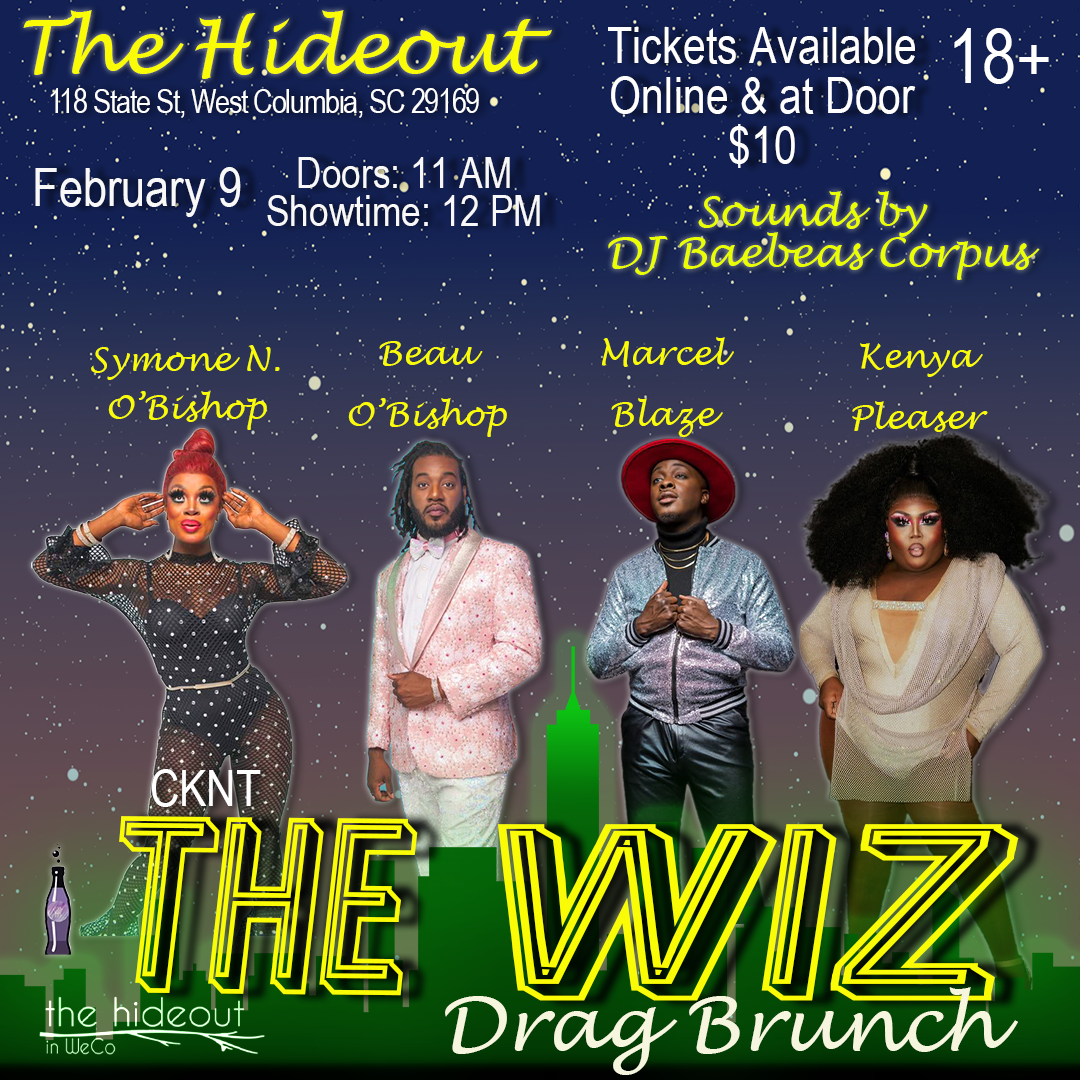 The Hideout
118 State St, West Columbia, SC 29169
Tickets Available
Online & at Door
$10
18+
February 9
Doors: 11 AM
Showtime: 12 PM
Sounds by
DJ Baebeas Corpus
Symone N.
O'Bishop
Beau
O'Bishop
Marcel
Blaze
Kenya
Pleaser
CKNT
THE WIZ
Drag Brunch
the hideout
in WeCo